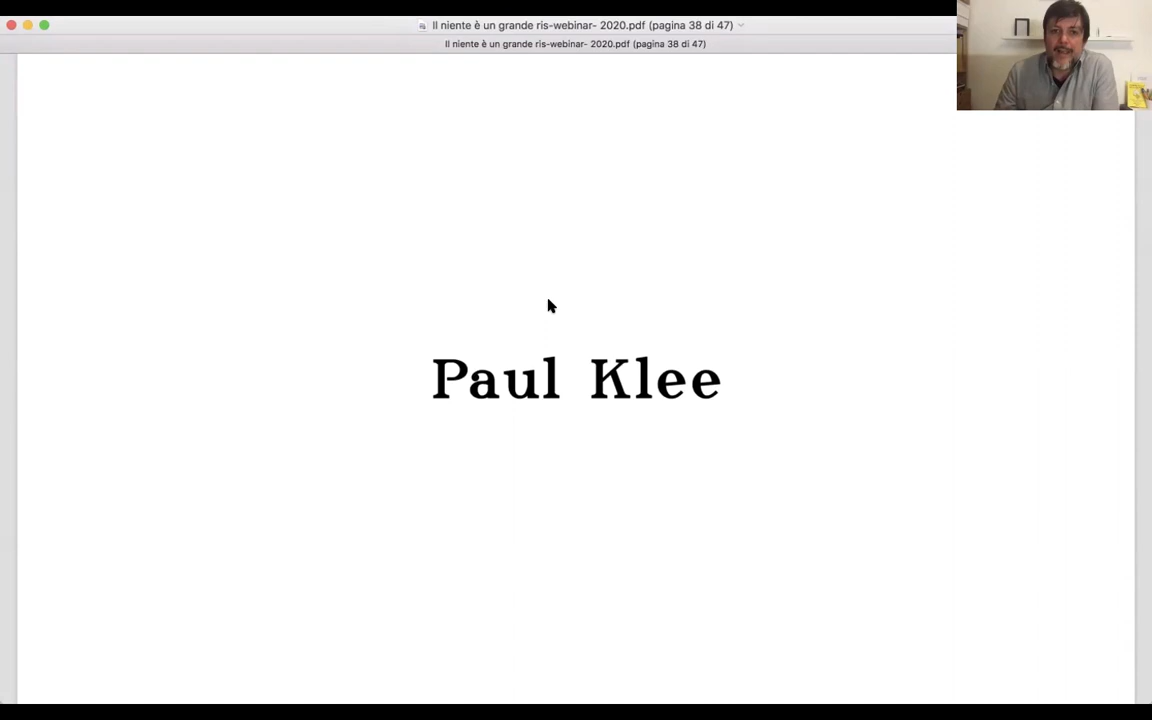 Il niente è un grande ris-webinar- 2020.pdf (pagina 38 di 47)
Il niente è un grande ris-webinar- 2020.pdf (pagina 38 di 47)
Paul Klee